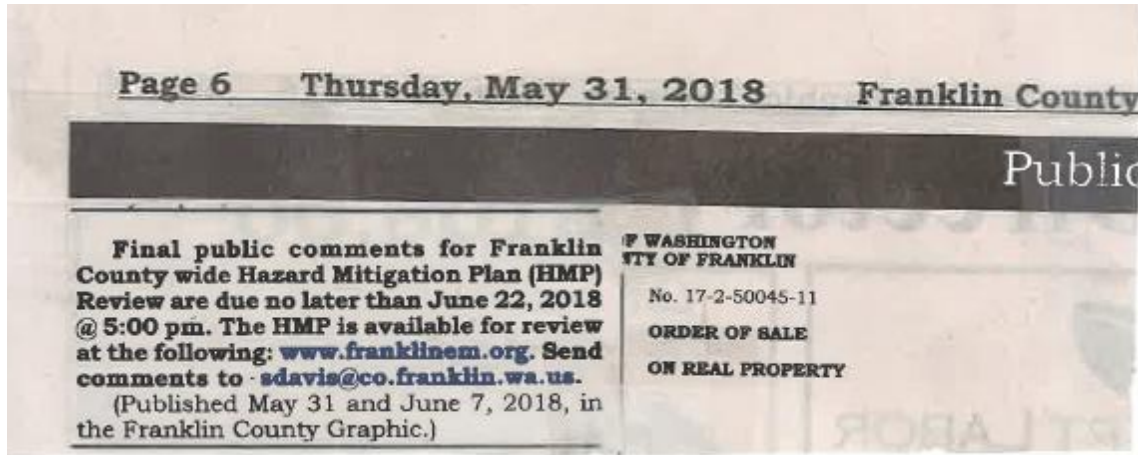 Page 6 Thursday, May 31, 2018 Franklin County
Public
Final public comments for Franklin
County wide Hazard Mitigation Plan (HMP)
Review are due no later than June 22, 2018
@ 5:00 pm. The HMP is available for review
at the following: www.franklinem.org. Send
comments to sdavis@co.franklin.wa.us.
(Published May 31 and June 7, 2018, in
the Franklin County Graphic.)
WASHINGTON
OF FRANKLIN
No. 17-2-50045-11
ORDER OF SALE
ON REAL PROPERTY